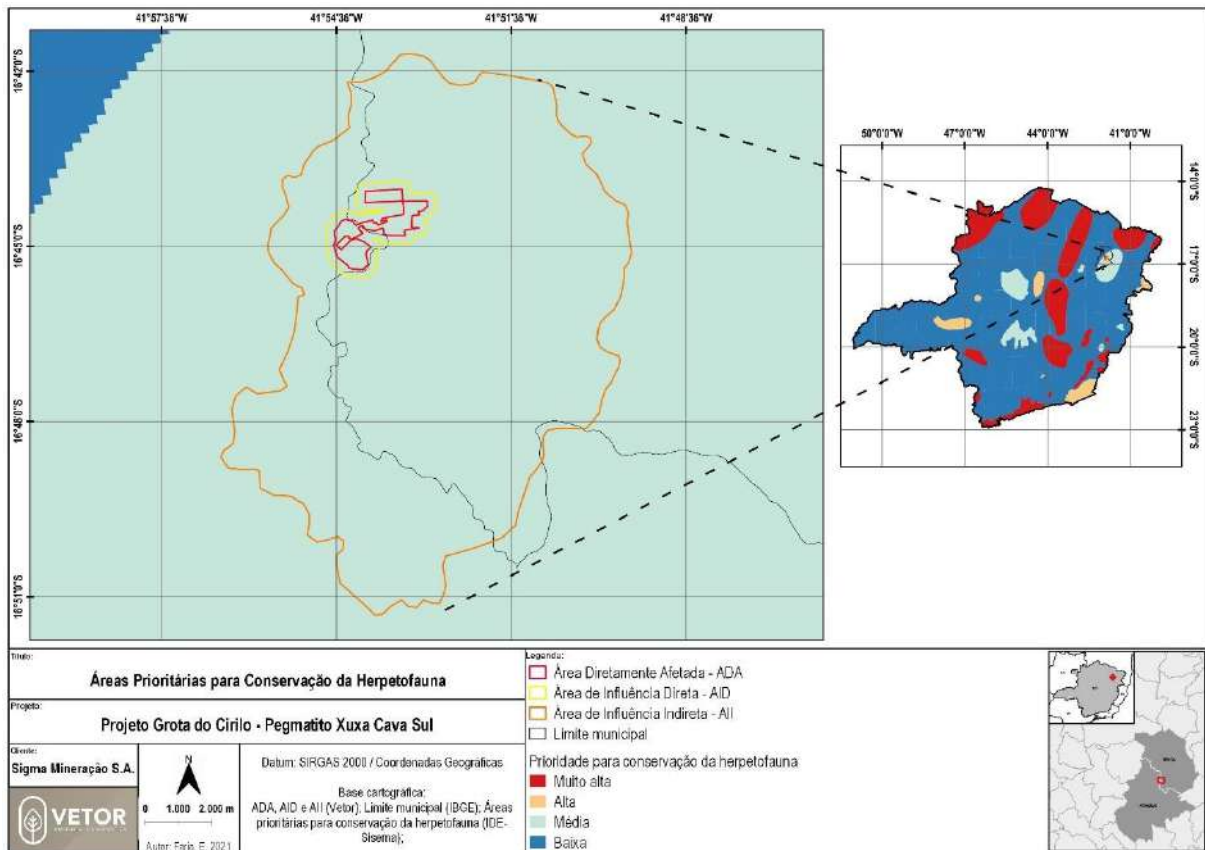 41°57'36"W 41°54'36"W 41°51'36"W 41°48'36"W
16°42'0"S
16°45'0"S
16°48'0"S
16°51'0"S
50°0'0"W 47°0'0"W 44°0'0"W 41°0'0"W
14°0'0"S
17°0'0"S
20°0'0"S
23°0'0"S
Título:
Áreas Prioritárias para Conservação da Herpetofauna
Projeto:
Projeto Grota do Cirilo - Pegmatito Xuxa Cava Sul
Cliente:
Sigma Mineração S.A.
VETOR
N
0 1.000 2.000 m
Autor: Faria, E. 2021
Datum: SIRGAS 2000 / Coordenadas Geográficas
Base cartográfica:
ADA, AID e AII (Vetor); Limite municipal (IBGE); Áreas
prioritárias para conservação da herpetofauna (IDE-
Sisema);
Legenda:
Área Diretamente Afetada - ADA
Área de Influência Direta - AID
Área de Influência Indireta - AII
Limite municipal
Prioridade para conservação da herpetofauna
Muito alta
Alta
Média
Baixa